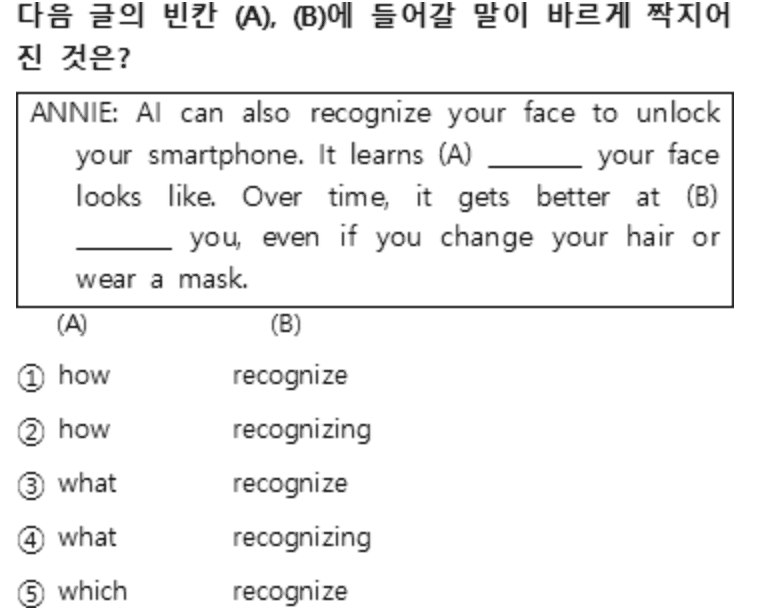 다음 글의 빈칸 (A), (B)에 들어갈 말이 바르게 짝지어
진 것은?
ANNIE: AI can also recognize your face to unlock
your smartphone. It learns (A) _______ your face
looks like. Over time, it gets better at (B)
_______ you, even if you change your hair or
wear a mask.
(A) (B)
① how recognize
② how recognizing
③ what recognize
④ what recognizing
⑤ which recognize